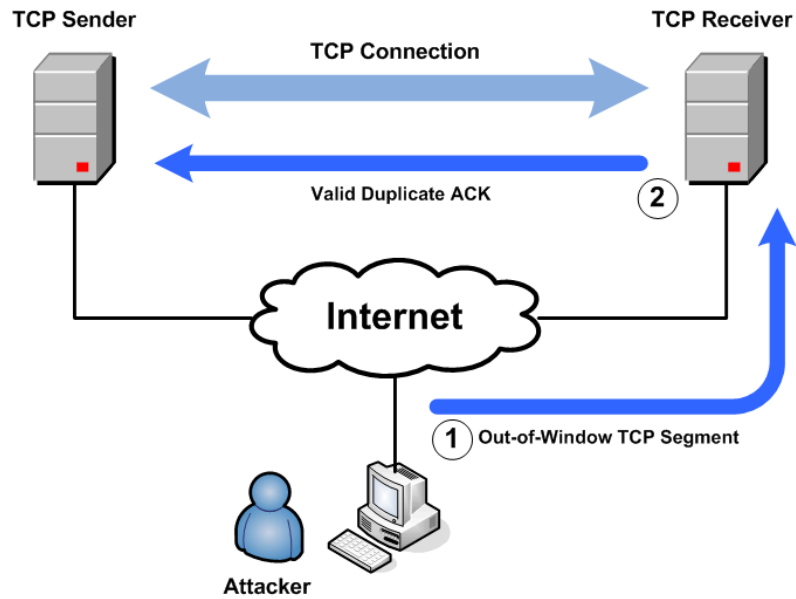 TCP Sender
TCP Receiver
TCP Connection
Valid Duplicate ACK
2
Internet
1
Out-of-Window TCP Segment
Attacker